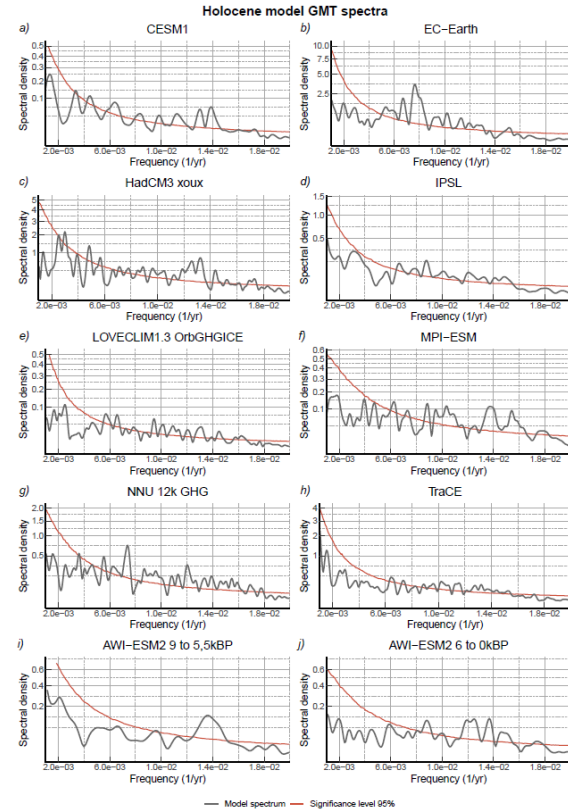 Holocene model GMT spectra
a) CESM1
Spectral density
0.5
0.4
0.3
0.2
0.1
2.0e−03 6.0e−03 1.0e−02 1.4e−02 1.8e−02
Frequency (1/yr)
b) EC−Earth
Spectral density
10.0
7.5
5.0
2.5
2.0e−03 6.0e−03 1.0e−02 1.4e−02 1.8e−02
Frequency (1/yr)
c) HadCM3 xoux
Spectral density
5
4
3
2
1
2.0e−03 6.0e−03 1.0e−02 1.4e−02 1.8e−02
Frequency (1/yr)
d) IPSL
Spectral density
1.5
1.0
0.5
2.0e−03 6.0e−03 1.0e−02 1.4e−02 1.8e−02
Frequency (1/yr)
e) LOVECLIM1.3 OrbGHGICE
Spectral density
0.5
0.4
0.3
0.2
0.1
2.0e−03 6.0e−03 1.0e−02 1.4e−02 1.8e−02
Frequency (1/yr)
f) MPI−ESM
Spectral density
0.6
0.5
0.4
0.3
0.2
0.1
2.0e−03 6.0e−03 1.0e−02 1.4e−02 1.8e−02
Frequency (1/yr)
g) NNU 12k GHG
Spectral density
2.0
1.5
1.0
0.5
2.0e−03 6.0e−03 1.0e−02 1.4e−02 1.8e−02
Frequency (1/yr)
h) TraCE
Spectral density
4
3
2
1
2.0e−03 6.0e−03 1.0e−02 1.4e−02 1.8e−02
Frequency (1/yr)
i) AWI−ESM2 9 to 5,5kBP
Spectral density
0.6
0.4
0.2
2.0e−03 6.0e−03 1.0e−02 1.4e−02 1.8e−02
Frequency (1/yr)
j) AWI−ESM2 6 to 0kBP
Spectral density
0.6
0.4
0.2
2.0e−03 6.0e−03 1.0e−02 1.4e−02 1.8e−02
Frequency (1/yr)
Model spectrum Significance level 95%